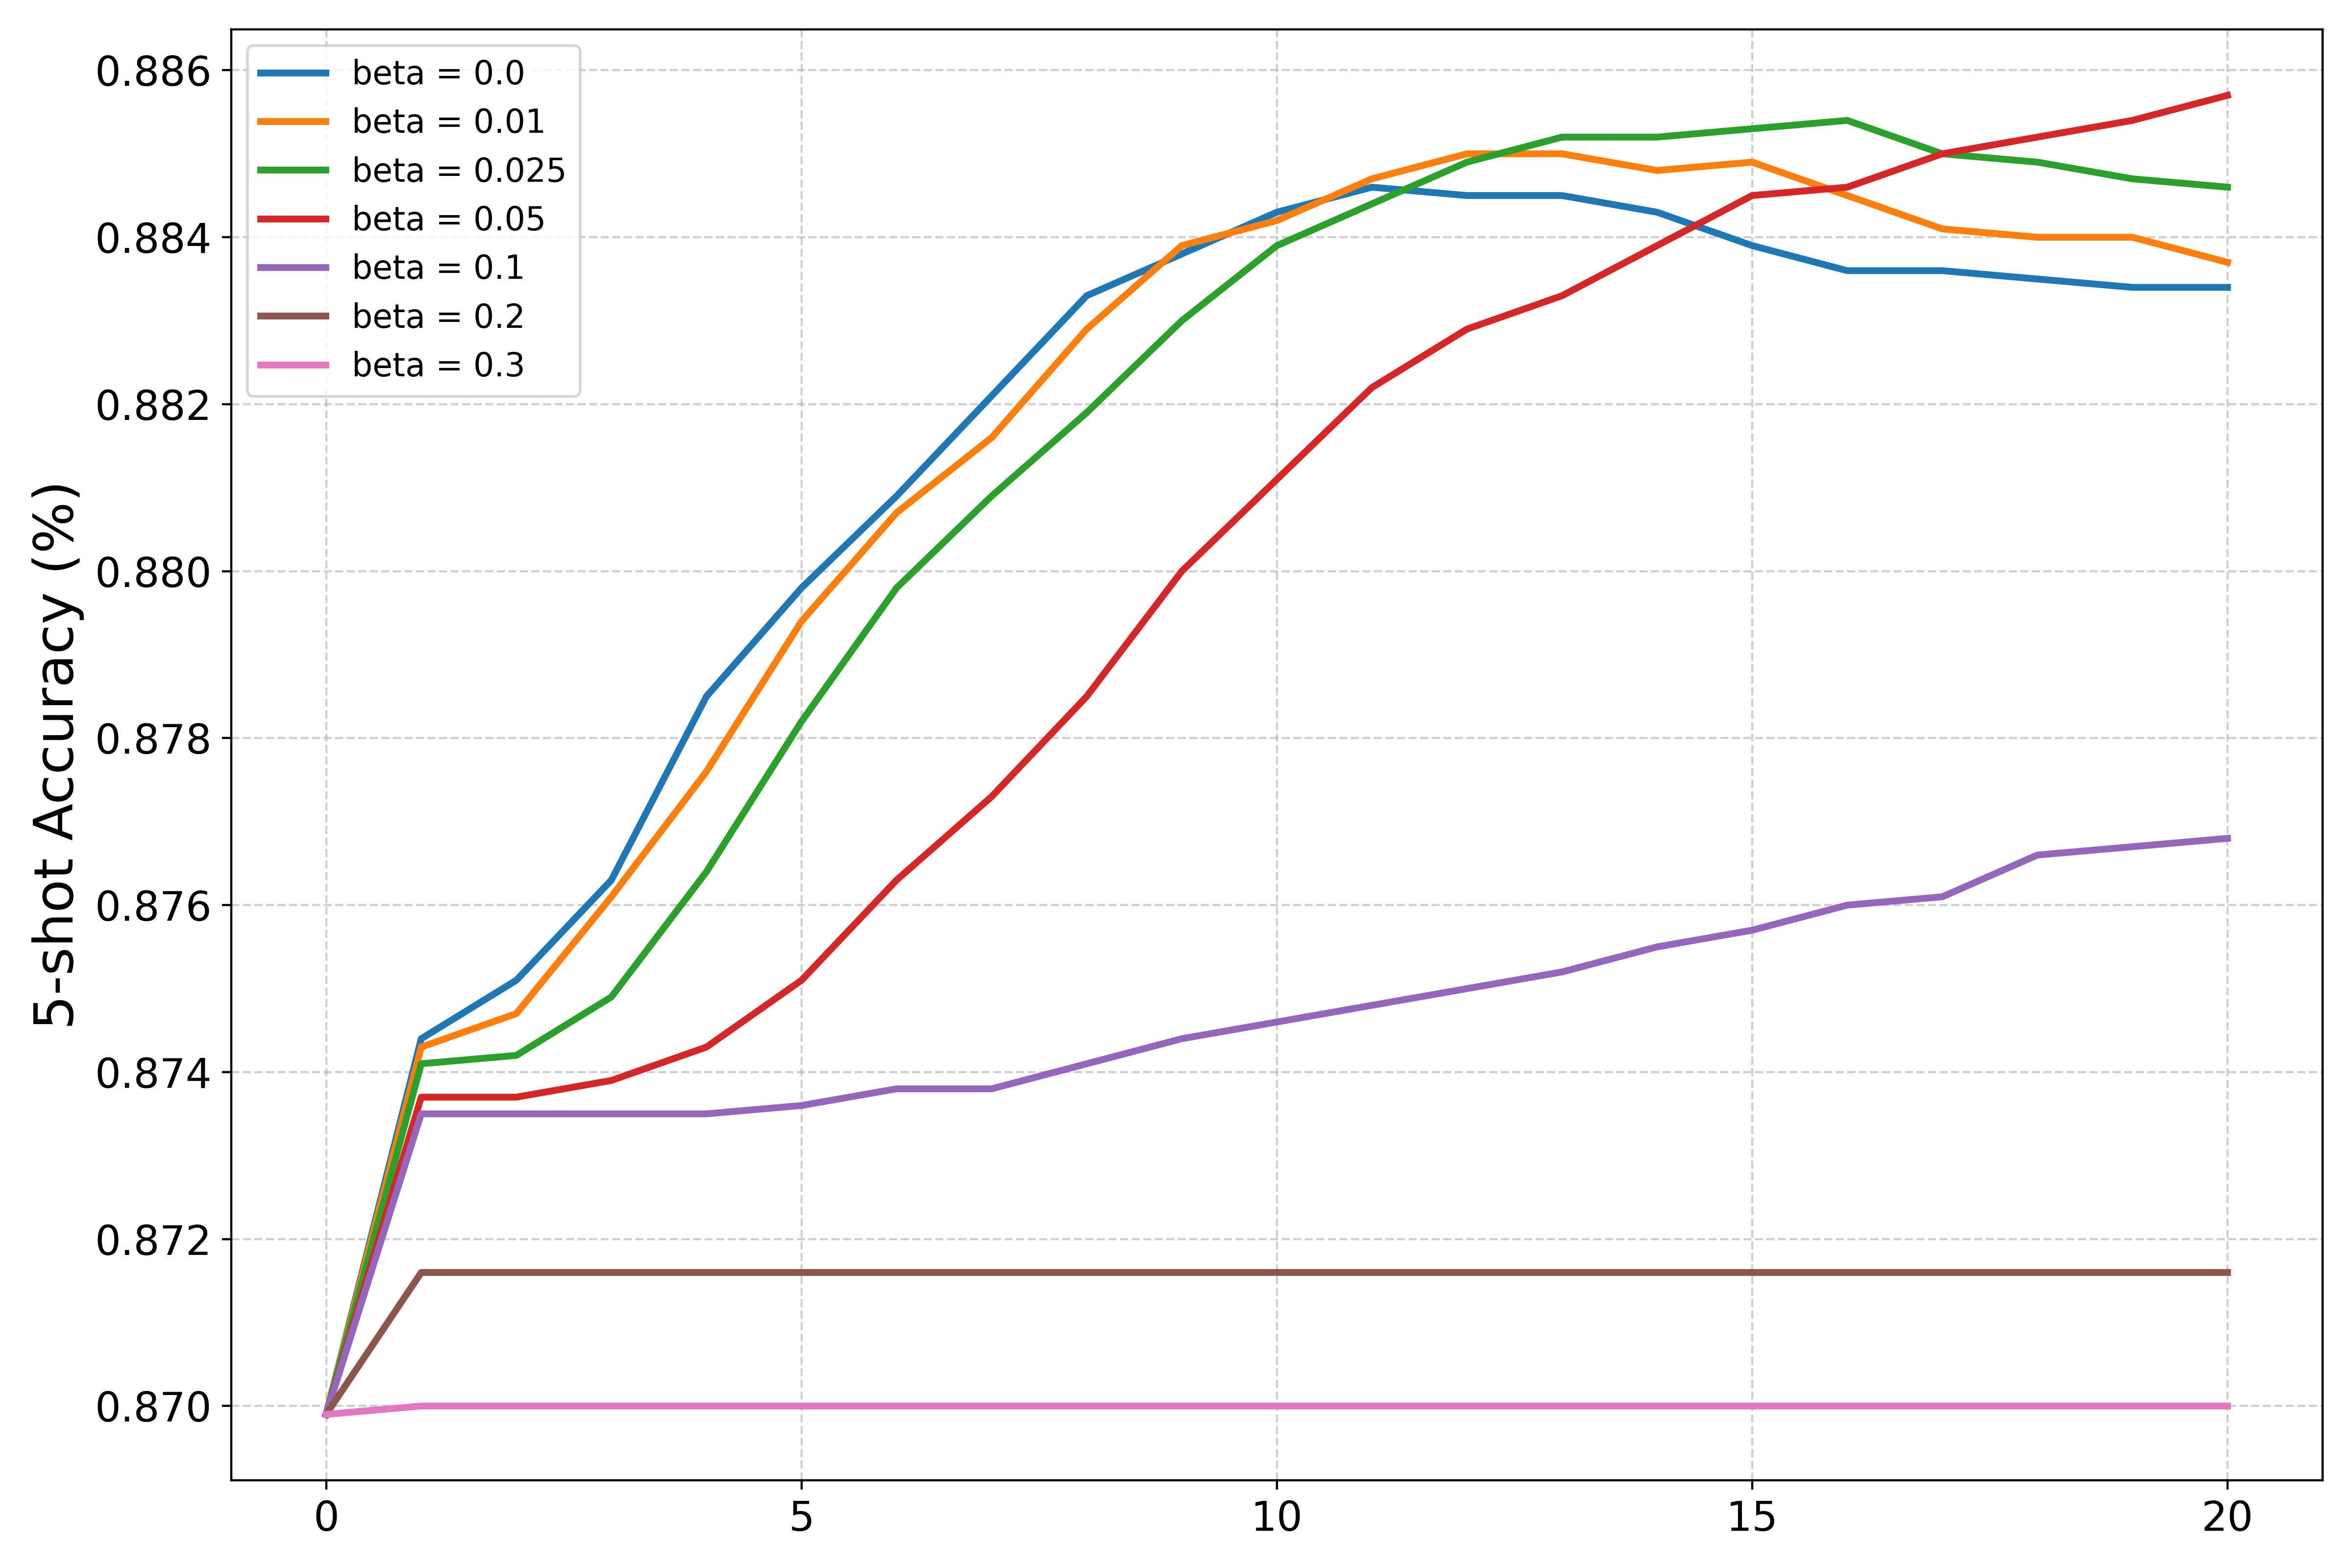 beta = 0.0
beta = 0.01
beta = 0.025
beta = 0.05
beta = 0.1
beta = 0.2
beta = 0.3
5-shot Accuracy (%)
0.886
0.884
0.882
0.880
0.878
0.876
0.874
0.872
0.870
0 5 10 15 20